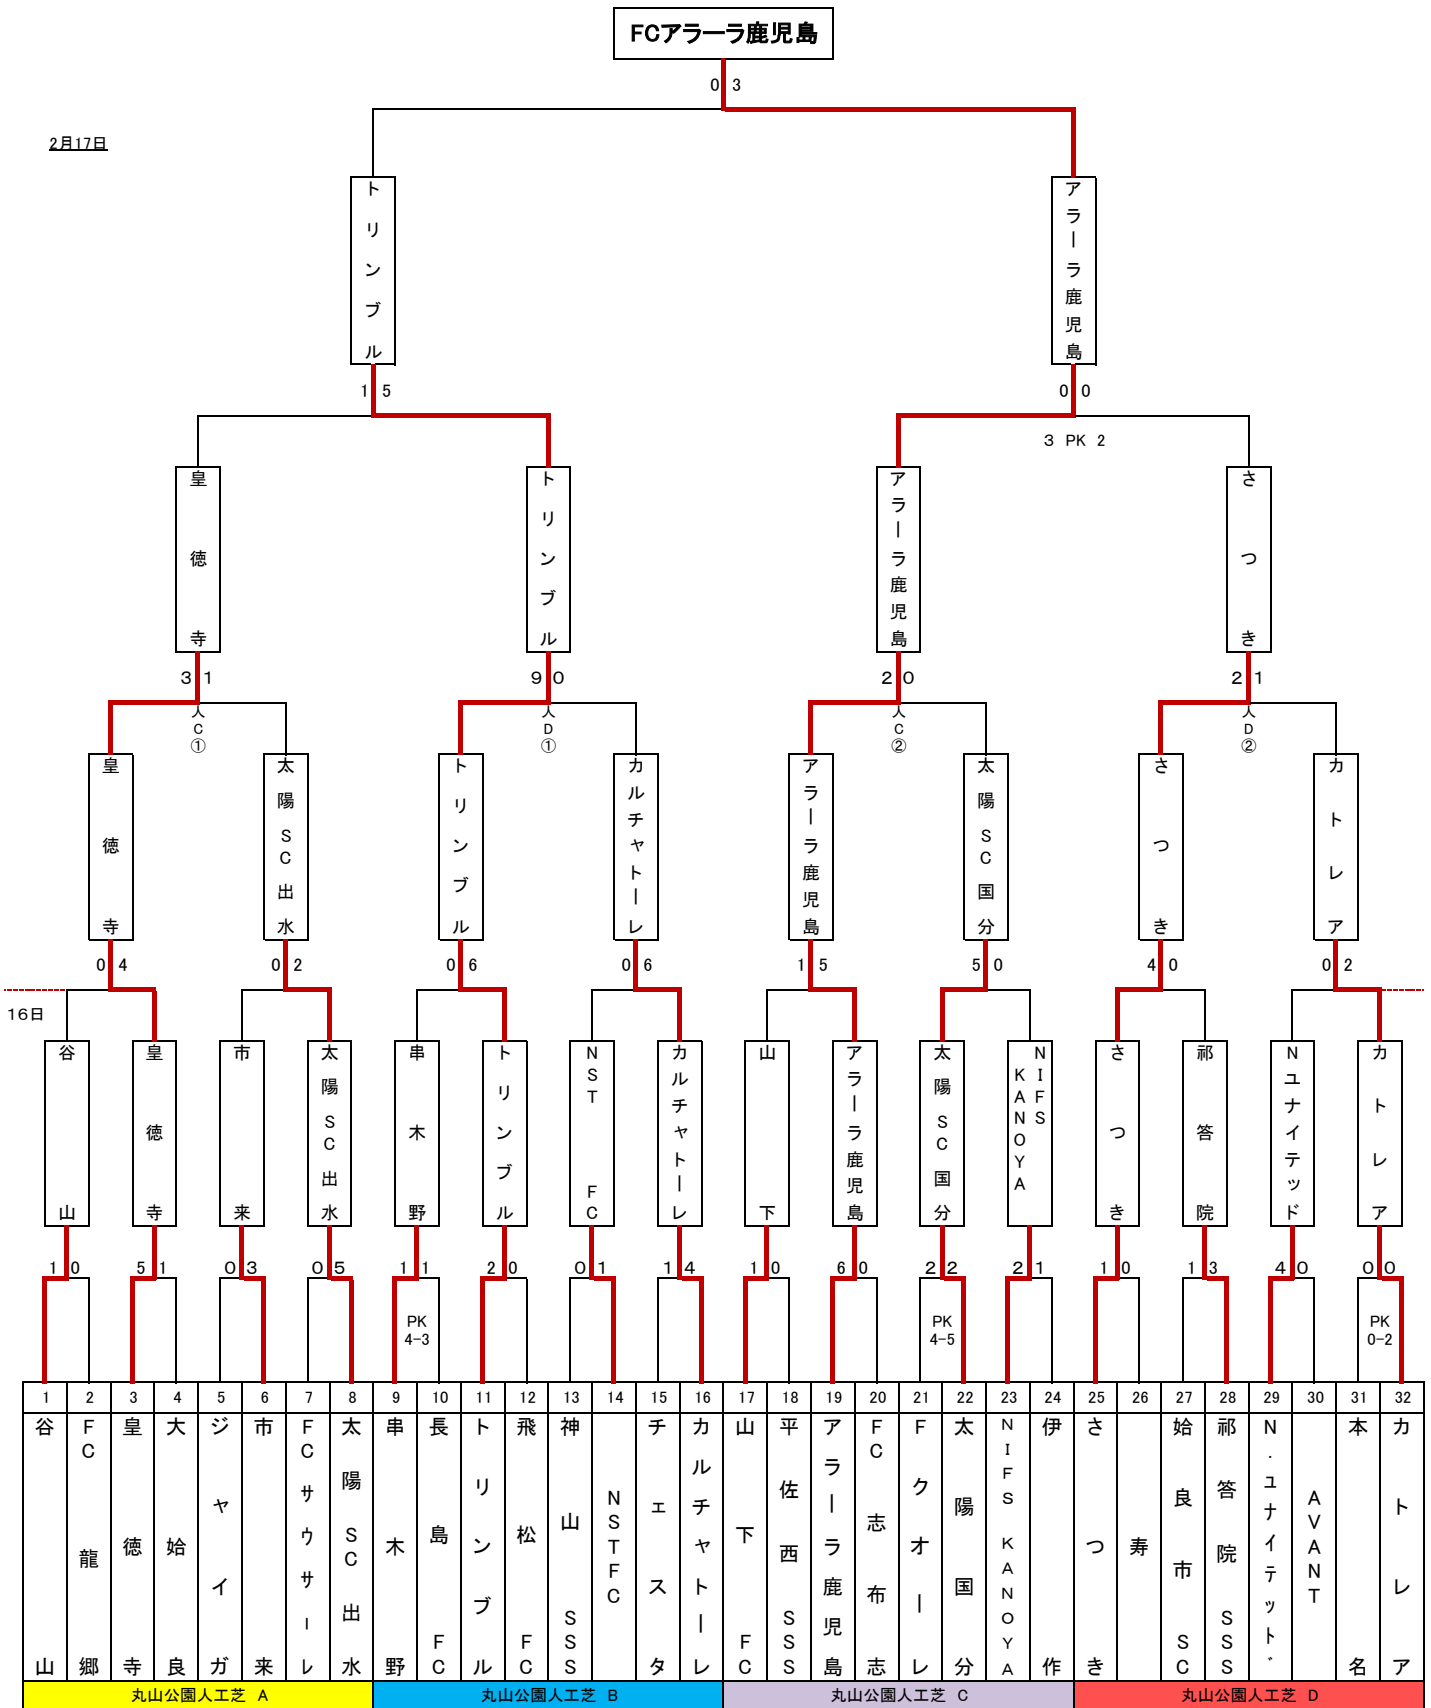 FCアラーラ鹿児島
0 3
2月17日
トリンブル
アラーラ鹿児島
1 5
0 0
3 PK 2
皇徳寺
トリンブル
アラーラ鹿児島
さつき
3 1
9 0
2 0
2 1
人C①
人D①
人C②
人D②
皇徳寺
太陽SC出水
トリンブル
カルチャトーレ
アラーラ鹿児島
太陽SC国分
さつき
カトレア
0 4
0 2
0 6
0 6
1 5
5 0
4 0
0 2
16日
谷山
皇徳寺
市来
太陽SC出水
串木野
トリンブル
NST FC
カルチャトーレ
山下
アラーラ鹿児島
太陽SC国分
NIFS KANOYA
さつき
祁答院
Nユナイテッド
カトレア
1 0
5 1
0 3
0 5
1 1
2 0
0 1
1 4
1 0
6 0
2 2
2 1
1 0
1 3
4 0
0 0
PK 4-3
PK 4-5
PK 0-2
1 2 3 4 5 6 7 8 9 10 11 12 13 14 15 16 17 18 19 20 21 22 23 24 25 26 27 28 29 30 31 32
谷山
FC龍郷
皇徳寺
大姶良
ジャイガ
市来
FCサウサーレ
太陽SC出水
串木野
長島FC
トリンブル
飛松FC
神山SSS
NSTFC
チェスタ
カルチャトーレ
山下FC
平佐西SSS
アラーラ鹿児島
FC志布志
Fクオーレ
太陽国分
NIFS KANOYA
伊作
さつき
寿
姶良市SC
祁答院SSS
N.ユナイテッド
AVANT
本名
カトレア
丸山公園人工芝 A
丸山公園人工芝 B
丸山公園人工芝 C
丸山公園人工芝 D